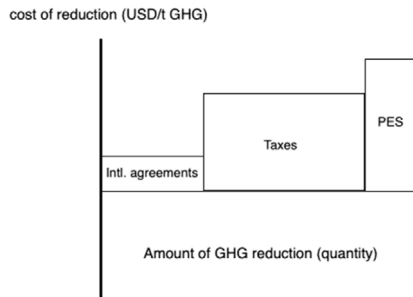 cost of reduction (USD/t GHG)
PES
Taxes
Intl. agreements
Amount of GHG reduction (quantity)